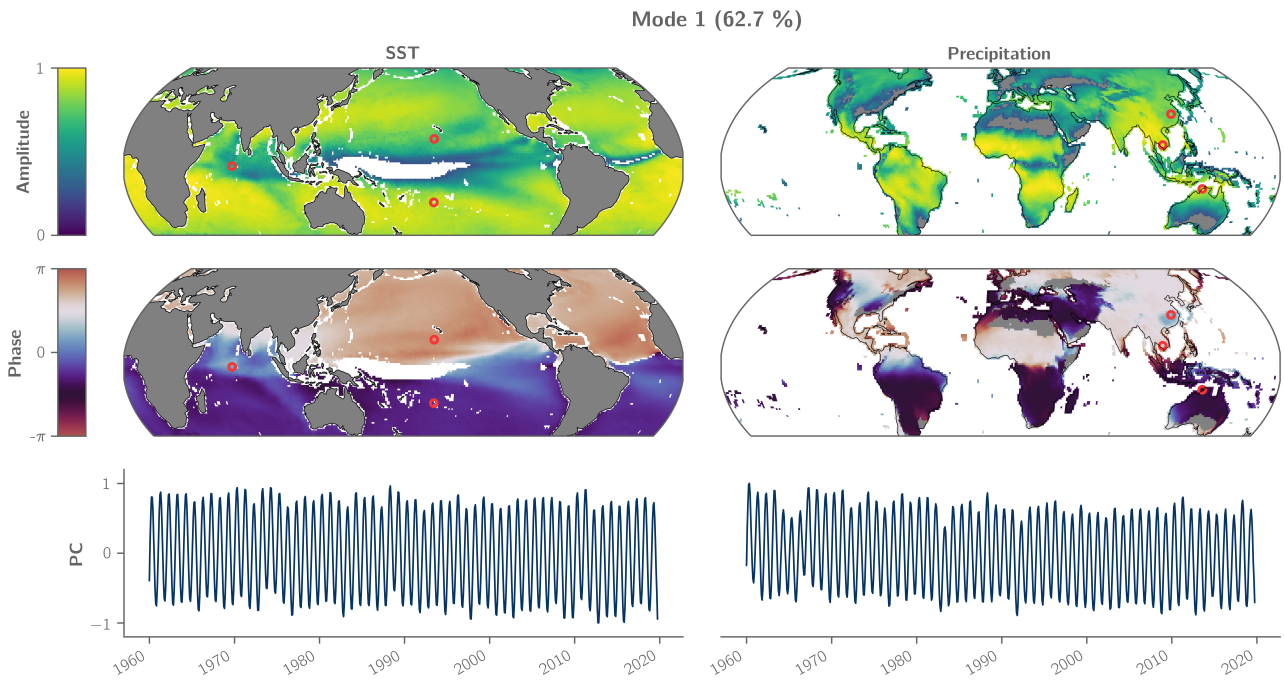 Mode 1 (62.7 %)
SST
Precipitation
Amplitude
1
0
Phase
π
0
-π
PC
1
0
−1
1960 1970 1980 1990 2000 2010 2020
1960 1970 1980 1990 2000 2010 2020